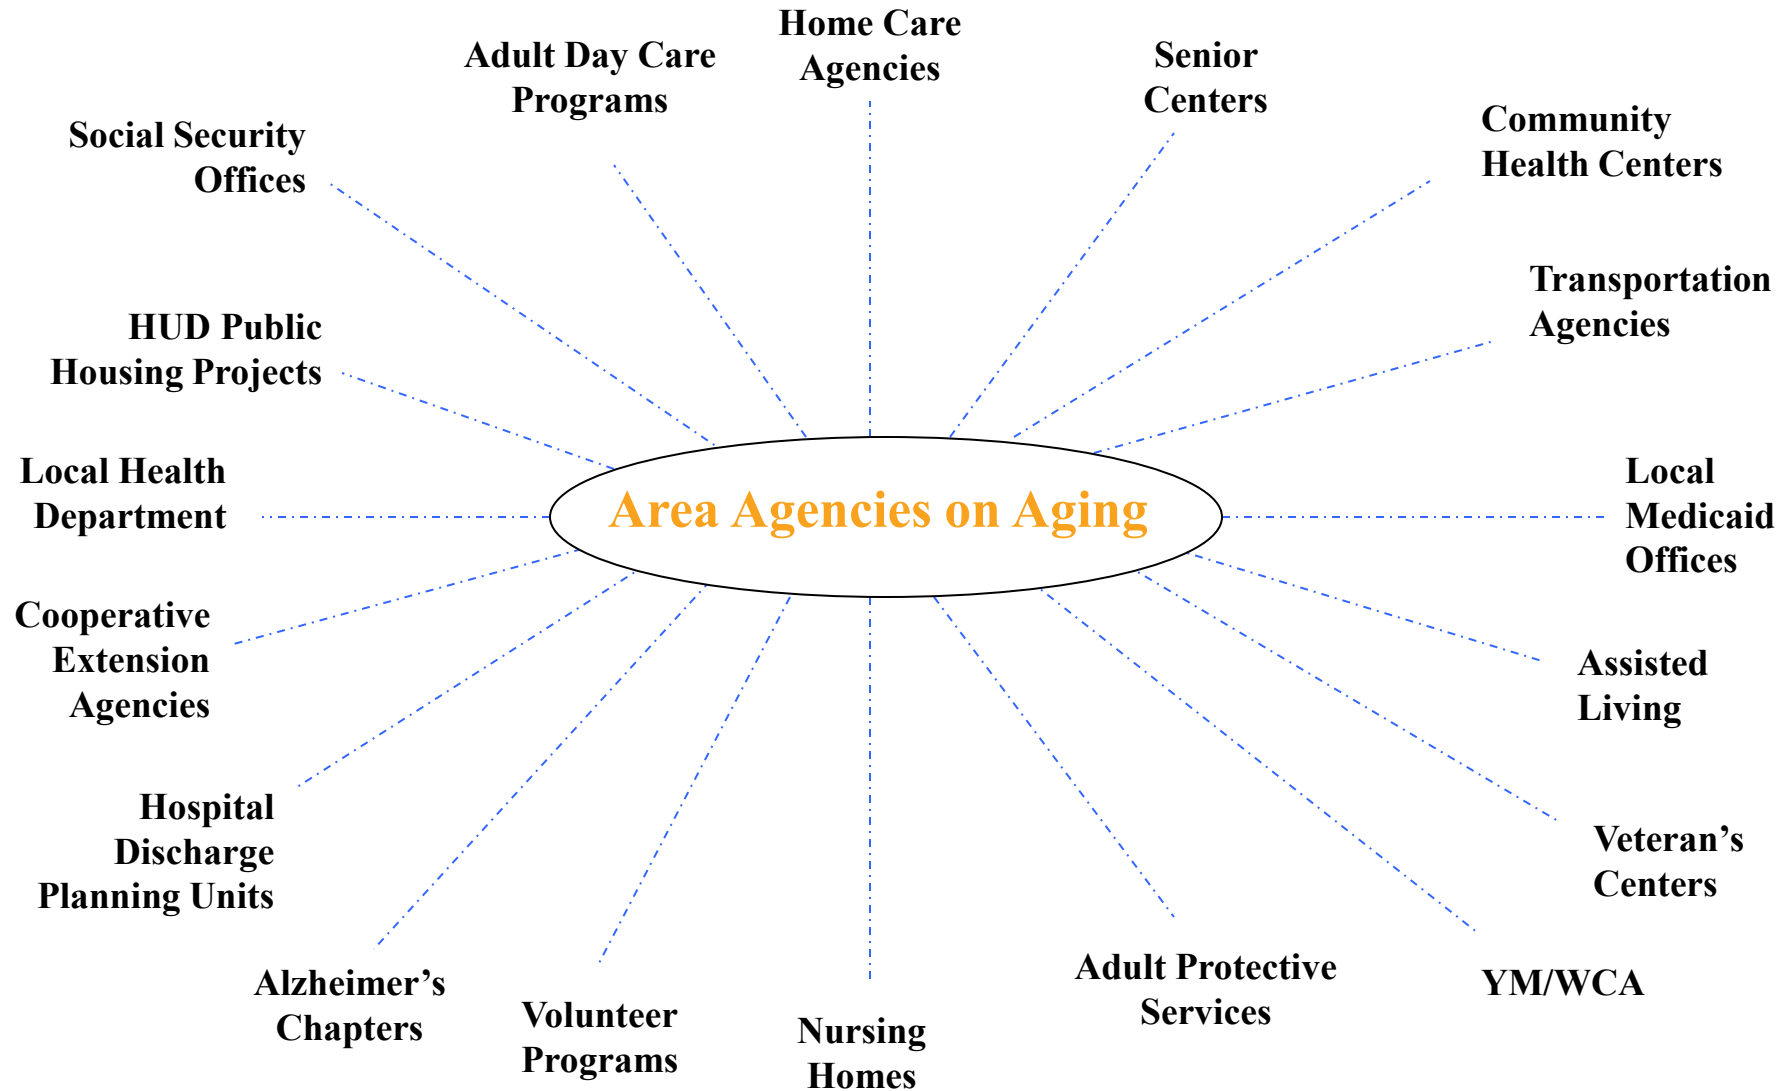 Home Care
Agencies
Adult Day Care
Programs
Senior
Centers
Social Security
Offices
Community
Health Centers
HUD Public
Housing Projects
Transportation
Agencies
Local Health
Department
Area Agencies on Aging
Local
Medicaid
Offices
Cooperative
Extension
Agencies
Assisted
Living
Hospital
Discharge
Planning Units
Veteran’s
Centers
Alzheimer’s
Chapters
Volunteer
Programs
Nursing
Homes
Adult Protective
Services
YM/WCA